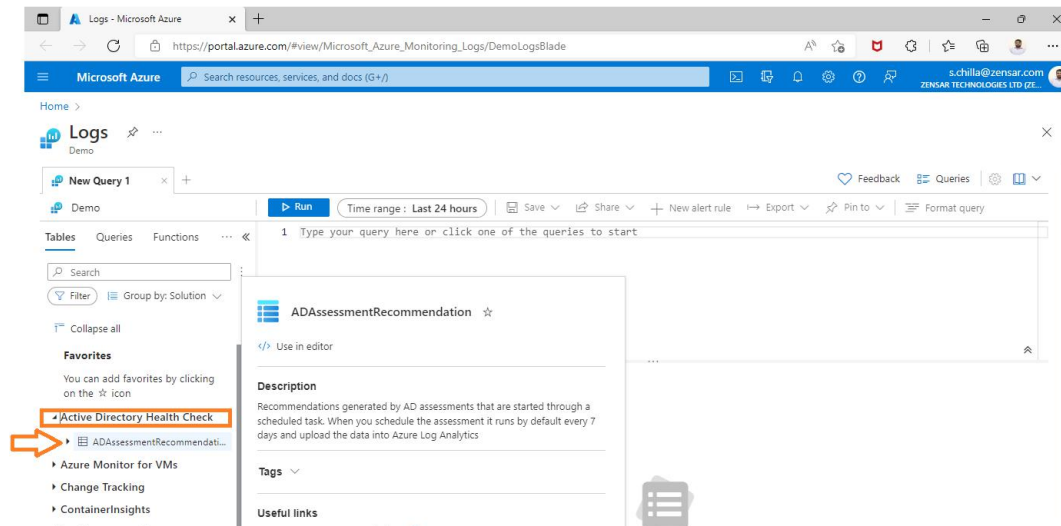 Logs - Microsoft Azure
https://portal.azure.com/#view/Microsoft_Azure_Monitoring_Logs/DemoLogsBlade
Microsoft Azure
Search resources, services, and docs (G+/)
s.chilla@zensar.com
ZENSAR TECHNOLOGIES LTD (ZE...
Home >
Logs
Demo
New Query 1
Feedback
Queries
Demo
Run
Time range : Last 24 hours
Save
Share
New alert rule
Export
Pin to
Format query
Tables
Queries
Functions
1 Type your query here or click one of the queries to start
Search
Filter
Group by: Solution
Collapse all
Favorites
You can add favorites by clicking
on the ☆ icon
Active Directory Health Check
ADAssessmentRecommendati...
Azure Monitor for VMs
Change Tracking
ContainerInsights
ADAssessmentRecommendation
</> Use in editor
Description
Recommendations generated by AD assessments that are started through a
scheduled task. When you schedule the assessment it runs by default every 7
days and upload the data into Azure Log Analytics
Tags
Useful links